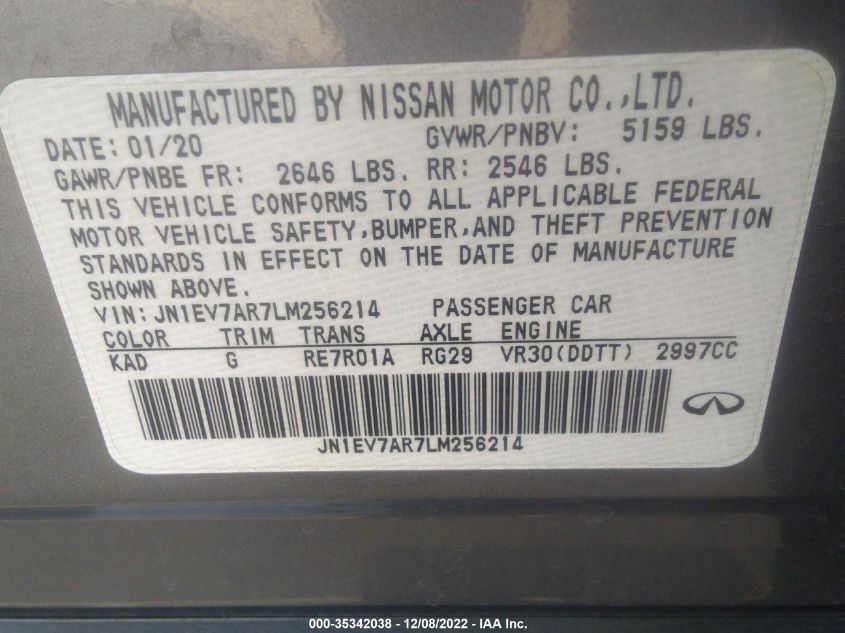 MANUFACTURED BY NISSAN MOTOR CO.,LTD.
DATE: 01/20 GVWR/PNBV: 5159 LBS.
GAWR/PNBE FR: 2646 LBS. RR: 2546 LBS.
THIS VEHICLE CONFORMS TO ALL APPLICABLE FEDERAL
MOTOR VEHICLE SAFETY,BUMPER,AND THEFT PREVENTION
STANDARDS IN EFFECT ON THE DATE OF MANUFACTURE
SHOWN ABOVE.
VIN: JN1EV7AR7LM256214 PASSENGER CAR
COLOR TRIM TRANS AXLE ENGINE
KAD G RE7R01A RG29 VR30(DDTT) 2997CC
JN1EV7AR7LM256214
000-35342038 - 12/08/2022 - IAA Inc.